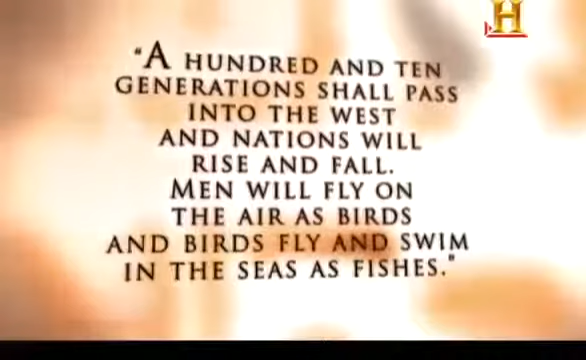 H
"A HUNDRED AND TEN
GENERATIONS SHALL PASS
INTO THE WEST
AND NATIONS WILL
RISE AND FALL.
MEN WILL FLY ON
THE AIR AS BIRDS
AND BIRDS FLY AND SWIM
IN THE SEAS AS FISHES."